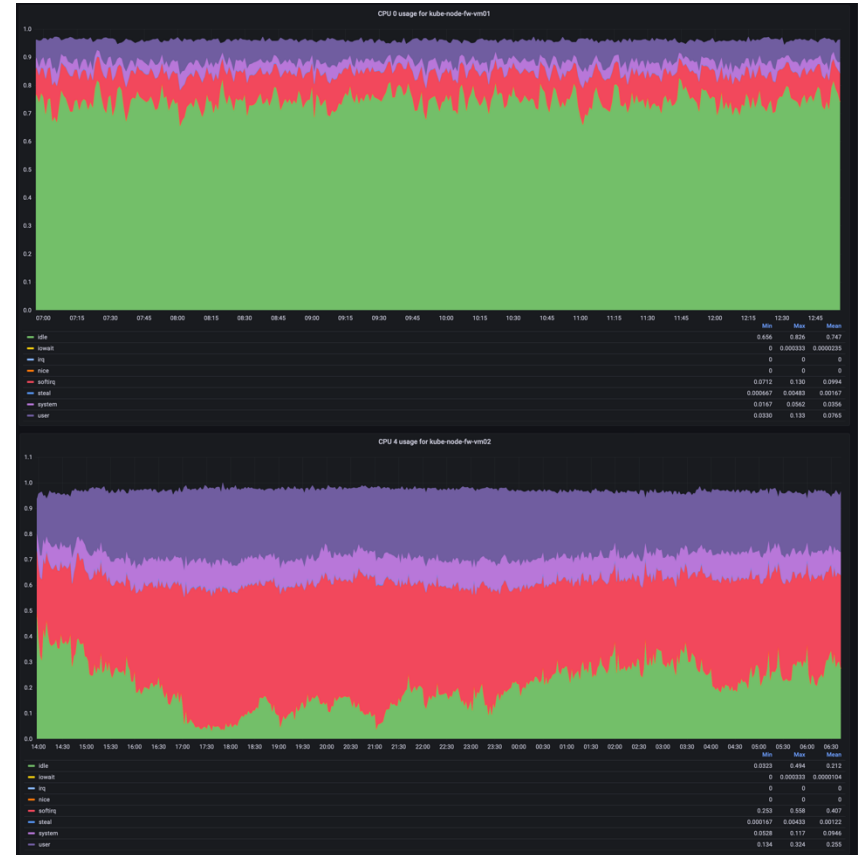 CPU 0 usage for kube-node-fw-vm01
1.0
0.9
0.8
0.7
0.6
0.5
0.4
0.3
0.2
0.1
0.0
07:00 07:15 07:30 07:45 08:00 08:15 08:30 08:45 09:00 09:15 09:30 09:45 10:00 10:15 10:30 10:45 11:00 11:15 11:30 11:45 12:00 12:15 12:30 12:45
Min Max Mean
idle 0.656 0.826 0.747
iowait 0 0.000333 0.0000235
irq 0 0 0
nice 0 0 0
softirq 0.0712 0.130 0.0994
steal 0.000667 0.00483 0.00167
system 0.0167 0.0562 0.0356
user 0.0330 0.133 0.0765
CPU 4 usage for kube-node-fw-vm02
1.1
1.0
0.9
0.8
0.7
0.6
0.5
0.4
0.3
0.2
0.1
0.0
14:00 14:30 15:00 15:30 16:00 16:30 17:00 17:30 18:00 18:30 19:00 19:30 20:00 20:30 21:00 21:30 22:00 22:30 23:00 23:30 00:00 00:30 01:00 01:30 02:00 02:30 03:00 03:30 04:00 04:30 05:00 05:30 06:00 06:30
Min Max Mean
idle 0.0323 0.494 0.212
iowait 0 0.000333 0.0000104
irq 0 0 0
nice 0 0 0
softirq 0.253 0.558 0.407
steal 0.000167 0.00433 0.00122
system 0.0528 0.117 0.0946
user 0.134 0.324 0.255